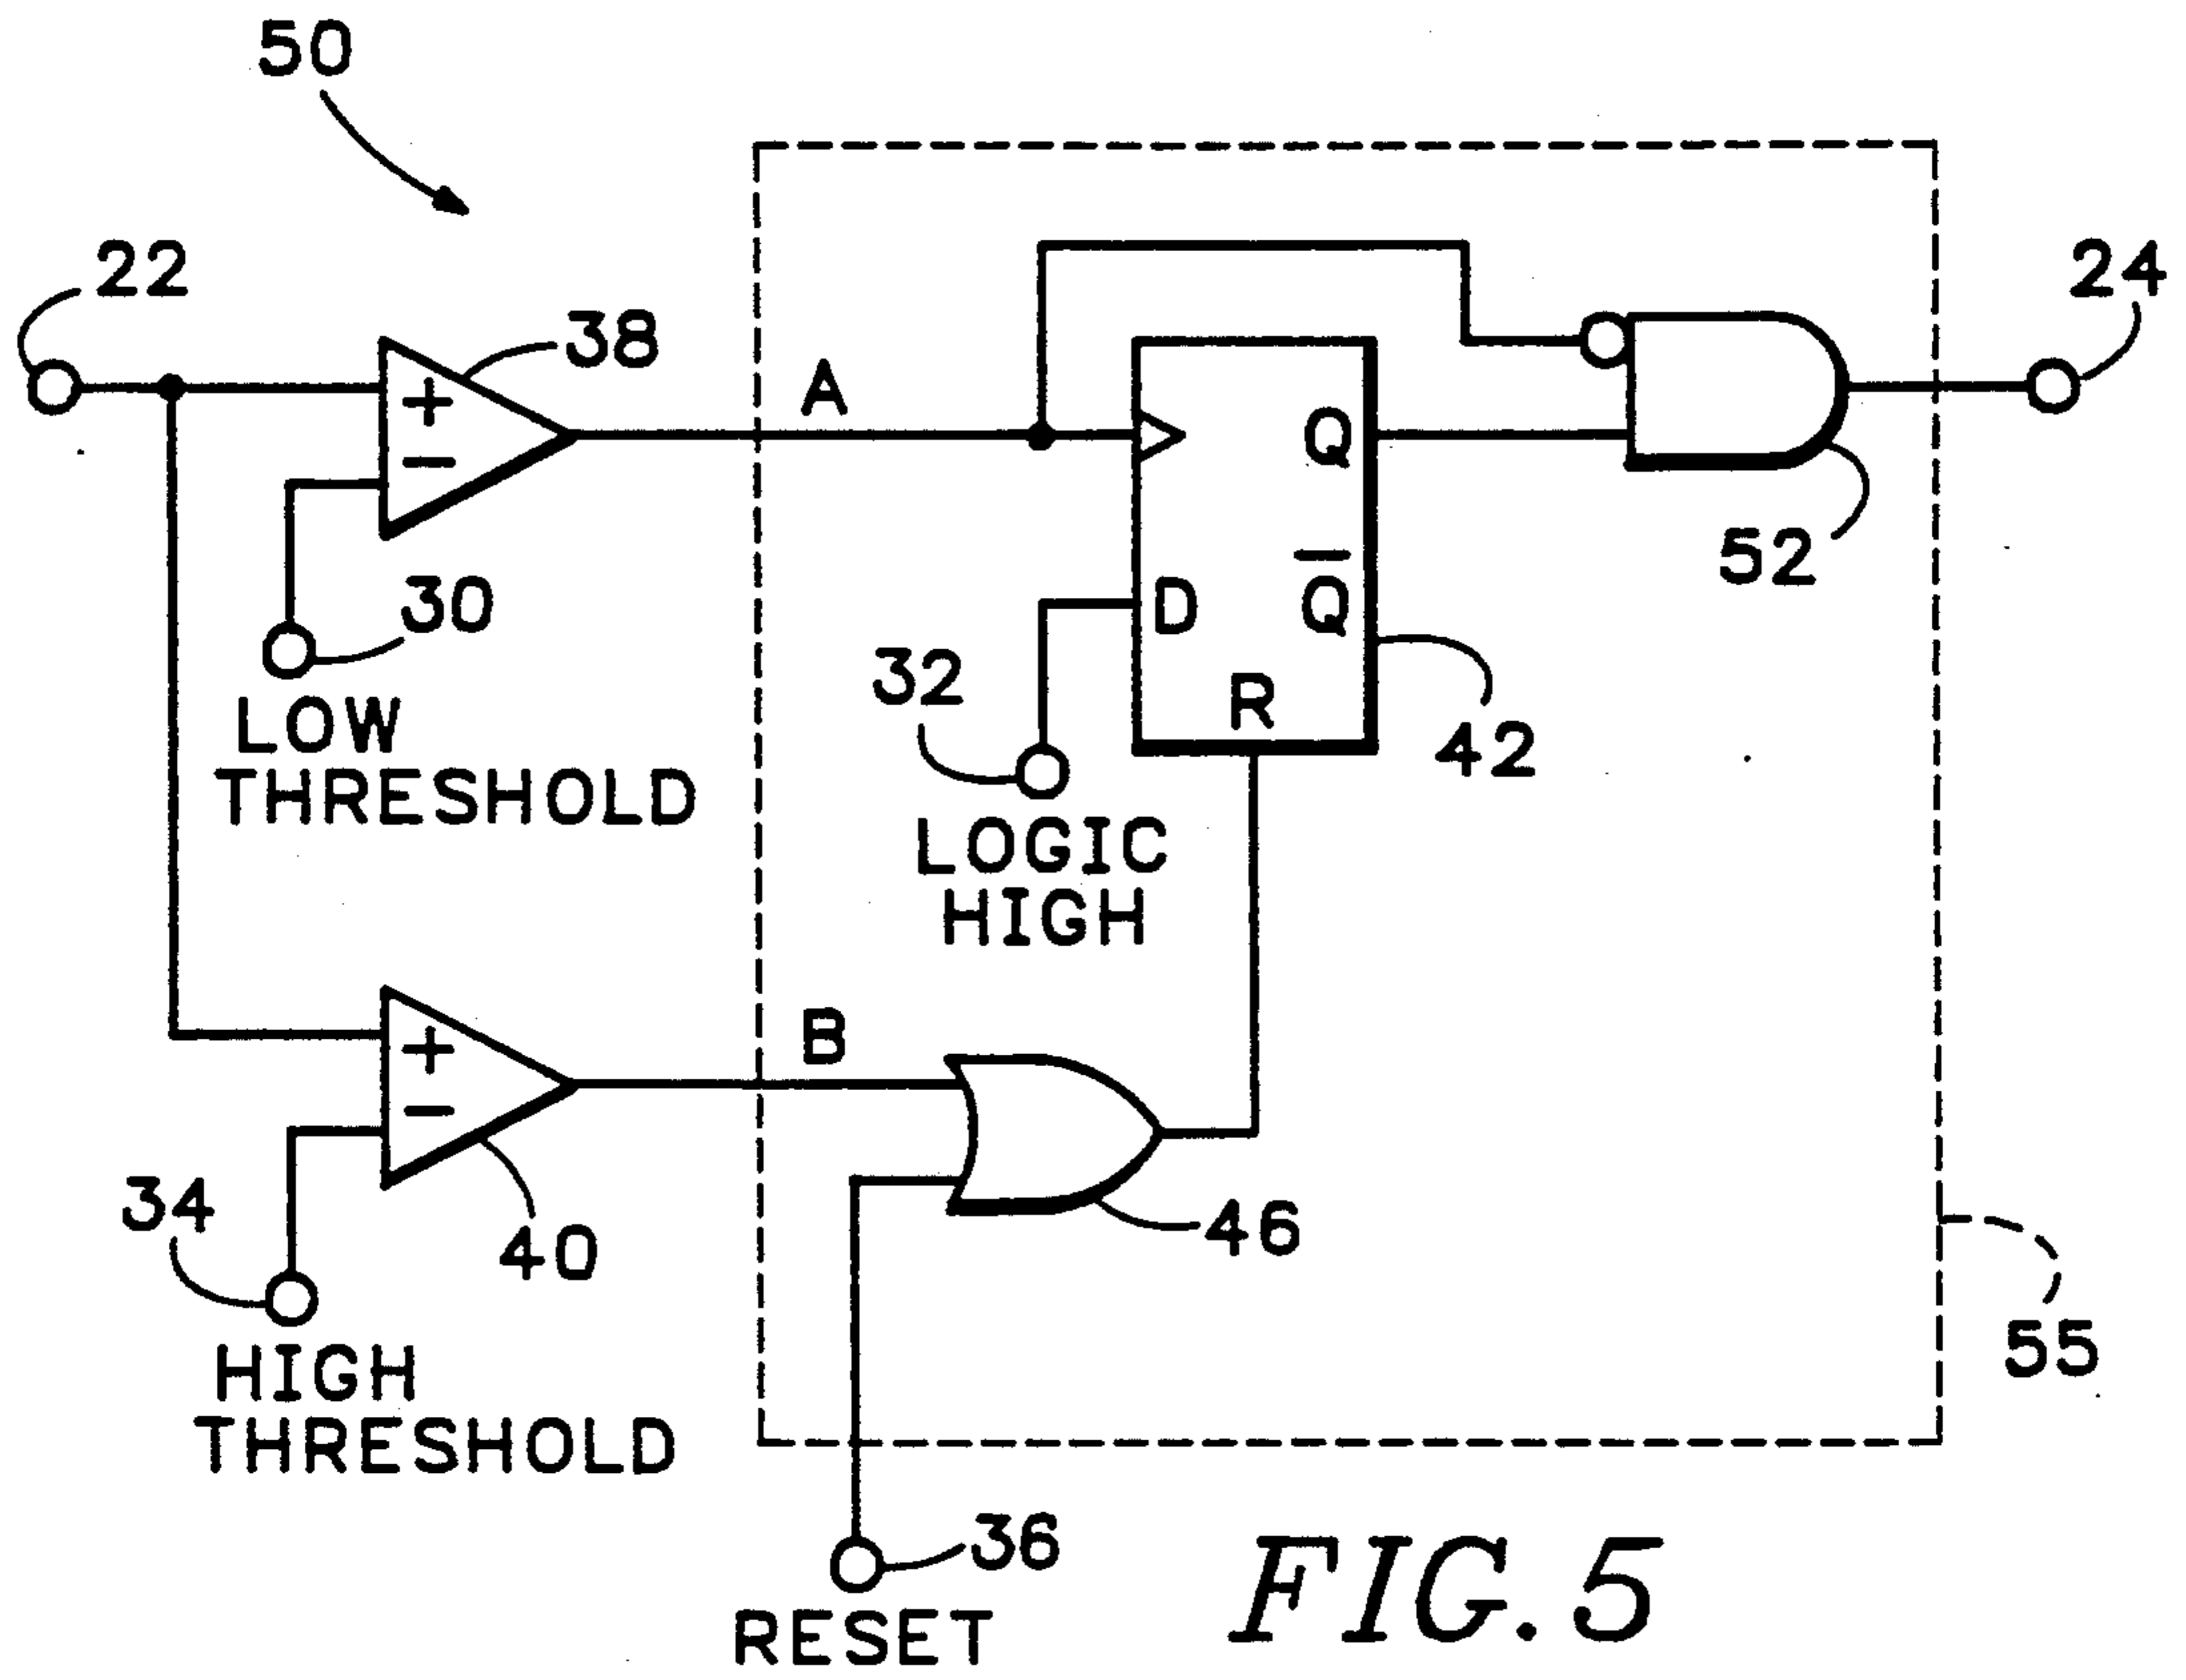 50
22
38
24
A
+
−
Q
52
30
LOW
THRESHOLD
D
Q̅
32
R
42
LOGIC
HIGH
B
+
−
34
40
46
HIGH
THRESHOLD
55
36
RESET
FIG.5